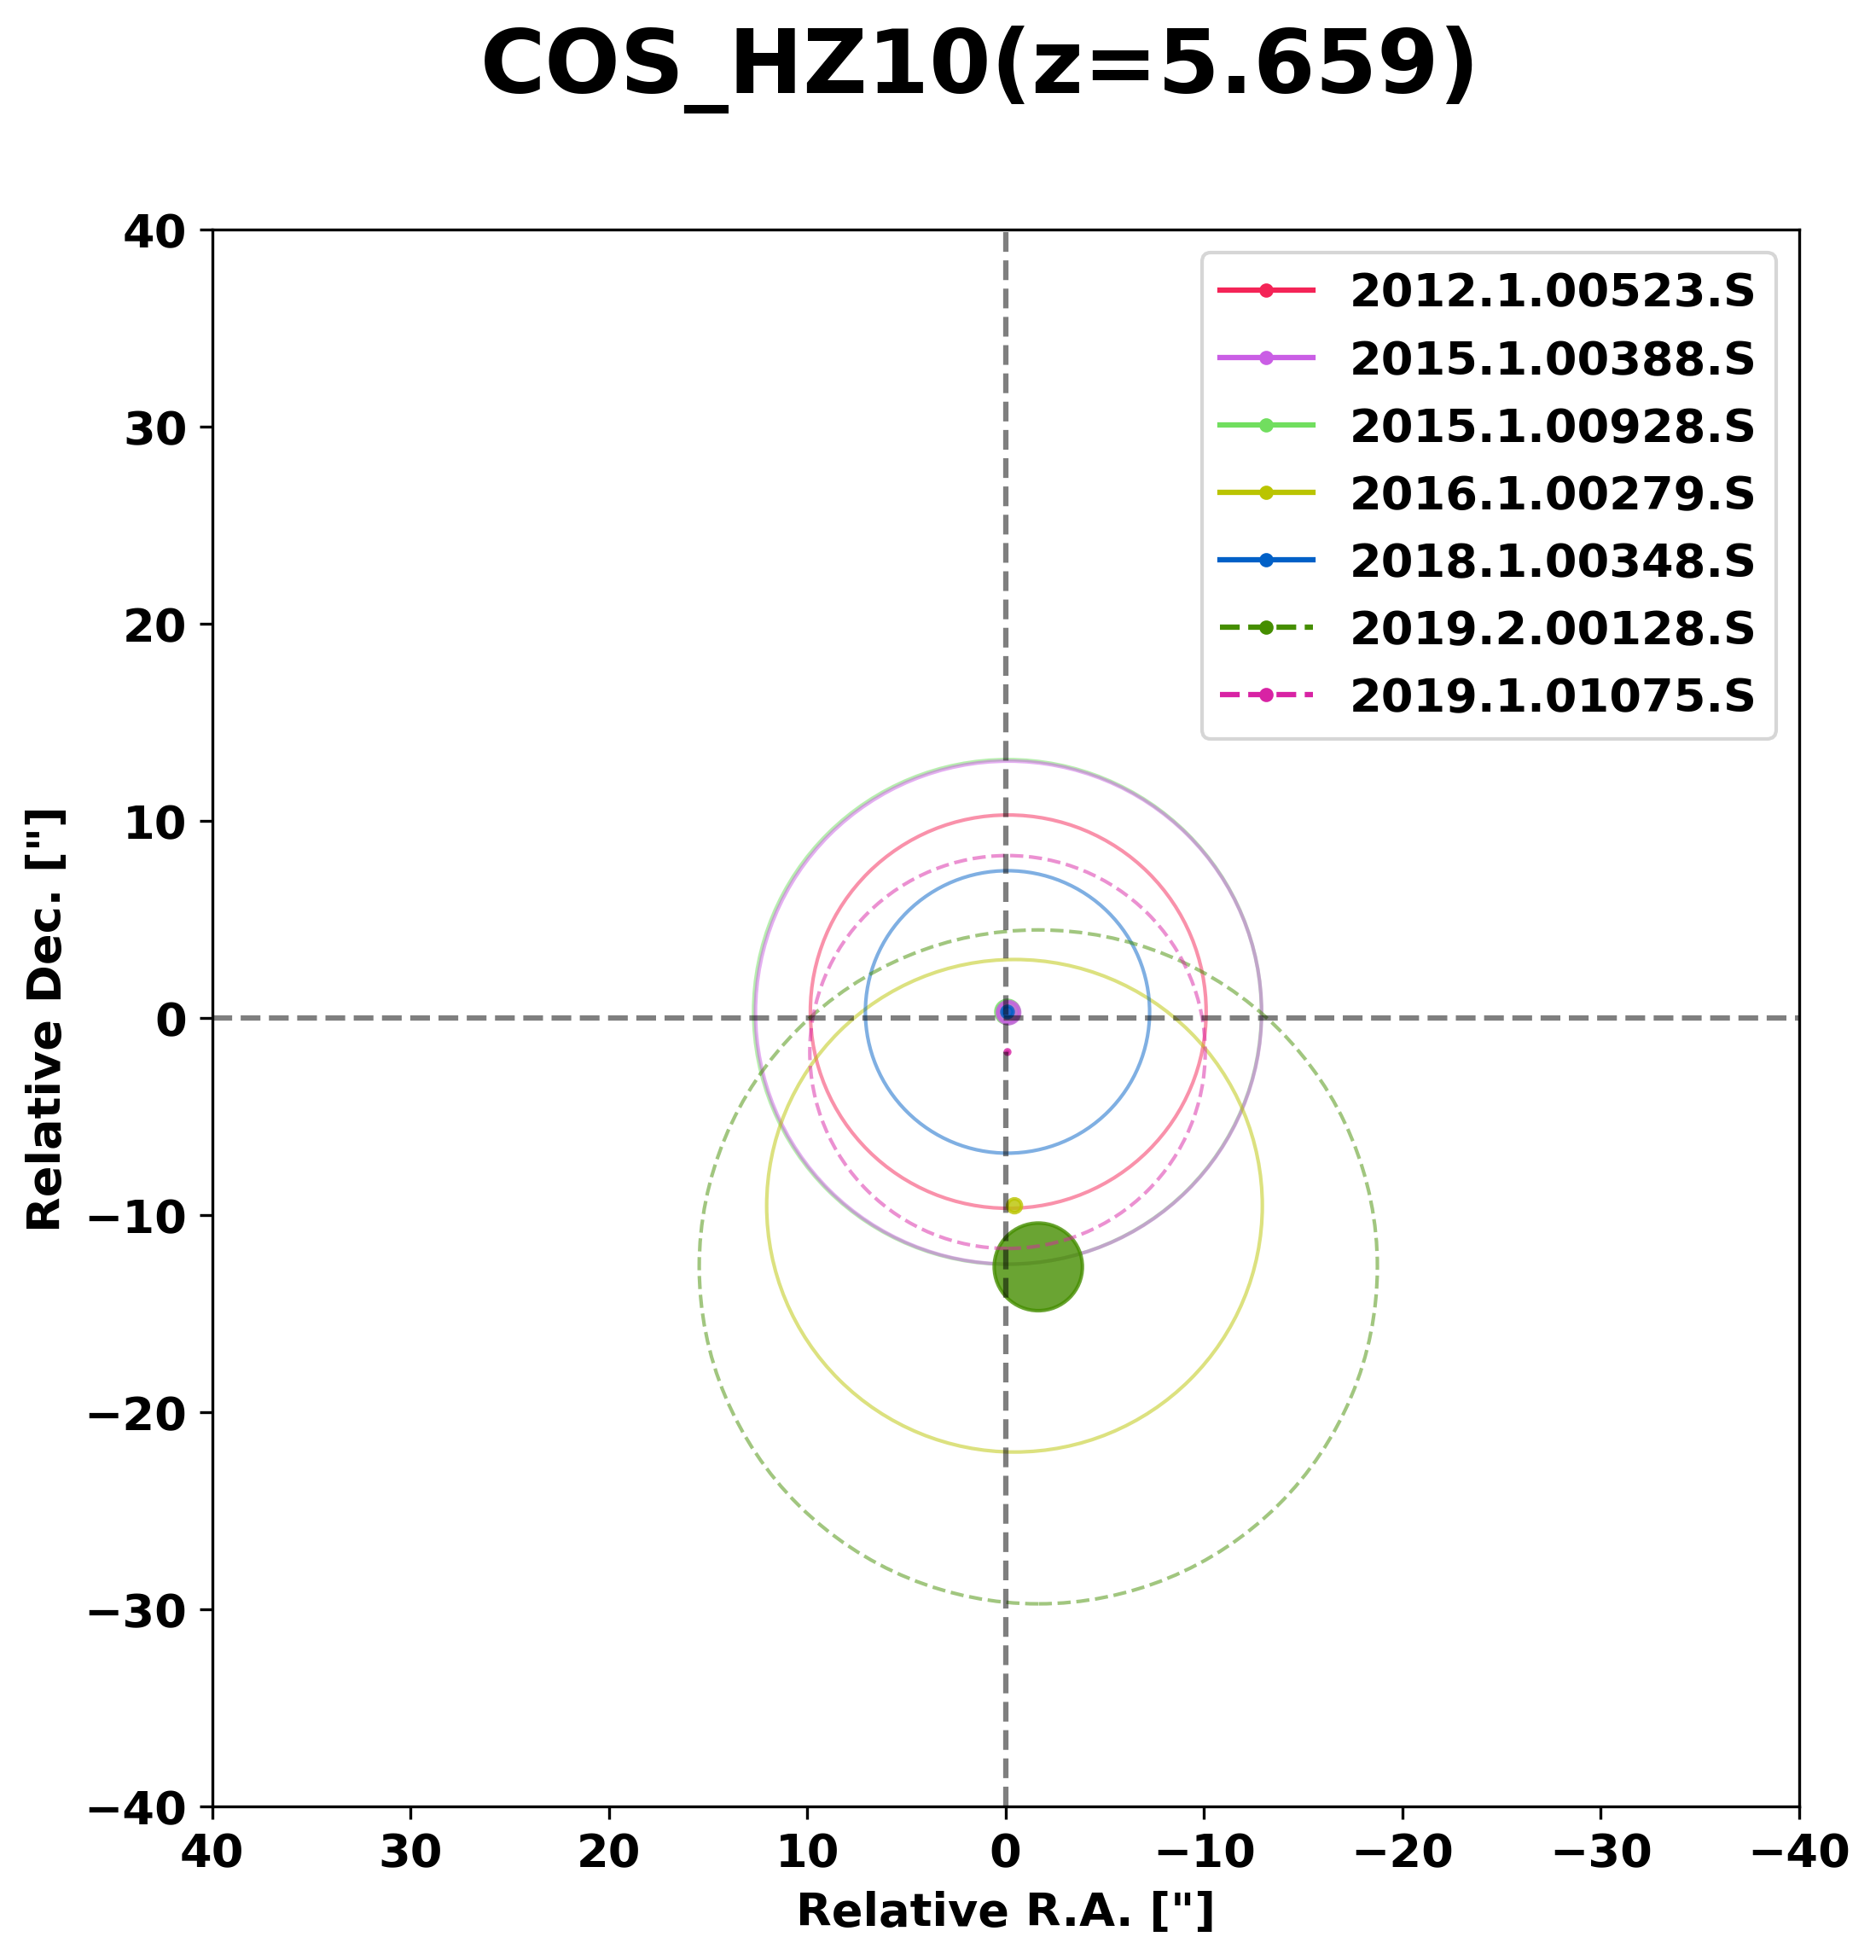 COS_HZ10(z=5.659)
40
30
20
10
0
−10
−20
−30
−40
Relative Dec. ["]
2012.1.00523.S
2015.1.00388.S
2015.1.00928.S
2016.1.00279.S
2018.1.00348.S
2019.2.00128.S
2019.1.01075.S
40 30 20 10 0 −10 −20 −30 −40
Relative R.A. ["]